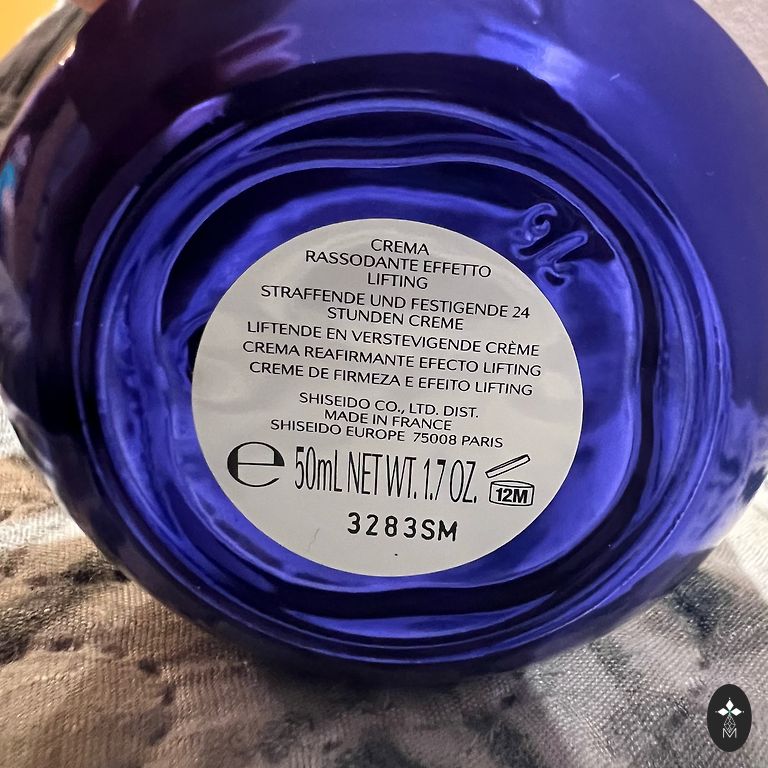 CREMA
RASSODANTE EFFETTO
LIFTING
STRAFFENDE UND FESTIGENDE 24
STUNDEN CREME
LIFTENDE EN VERSTEVIGENDE CRÈME
CREMA REAFIRMANTE EFECTO LIFTING
CREME DE FIRMEZA E EFEITO LIFTING
SHISEIDO CO., LTD. DIST.
MADE IN FRANCE
SHISEIDO EUROPE 75008 PARIS
℮ 50mL NET WT. 1.7 OZ. 12M
3283SM
M